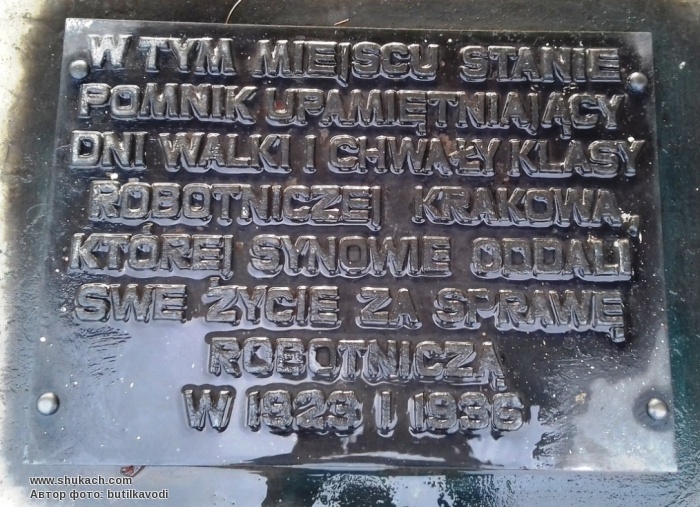 W TYM MIEJSCU STANIE
POMNIK UPAMIĘTNIAJĄCY
DNI WALKI I CHWAŁY KLASY
ROBOTNICZEJ KRAKOWA,
KTÓREJ SYNOWIE ODDALI
SWE ŻYCIE ZA SPRAWĘ
ROBOTNICZĄ
W 1923 I 1936
www.shukach.com
Автор фото: butilkavodi